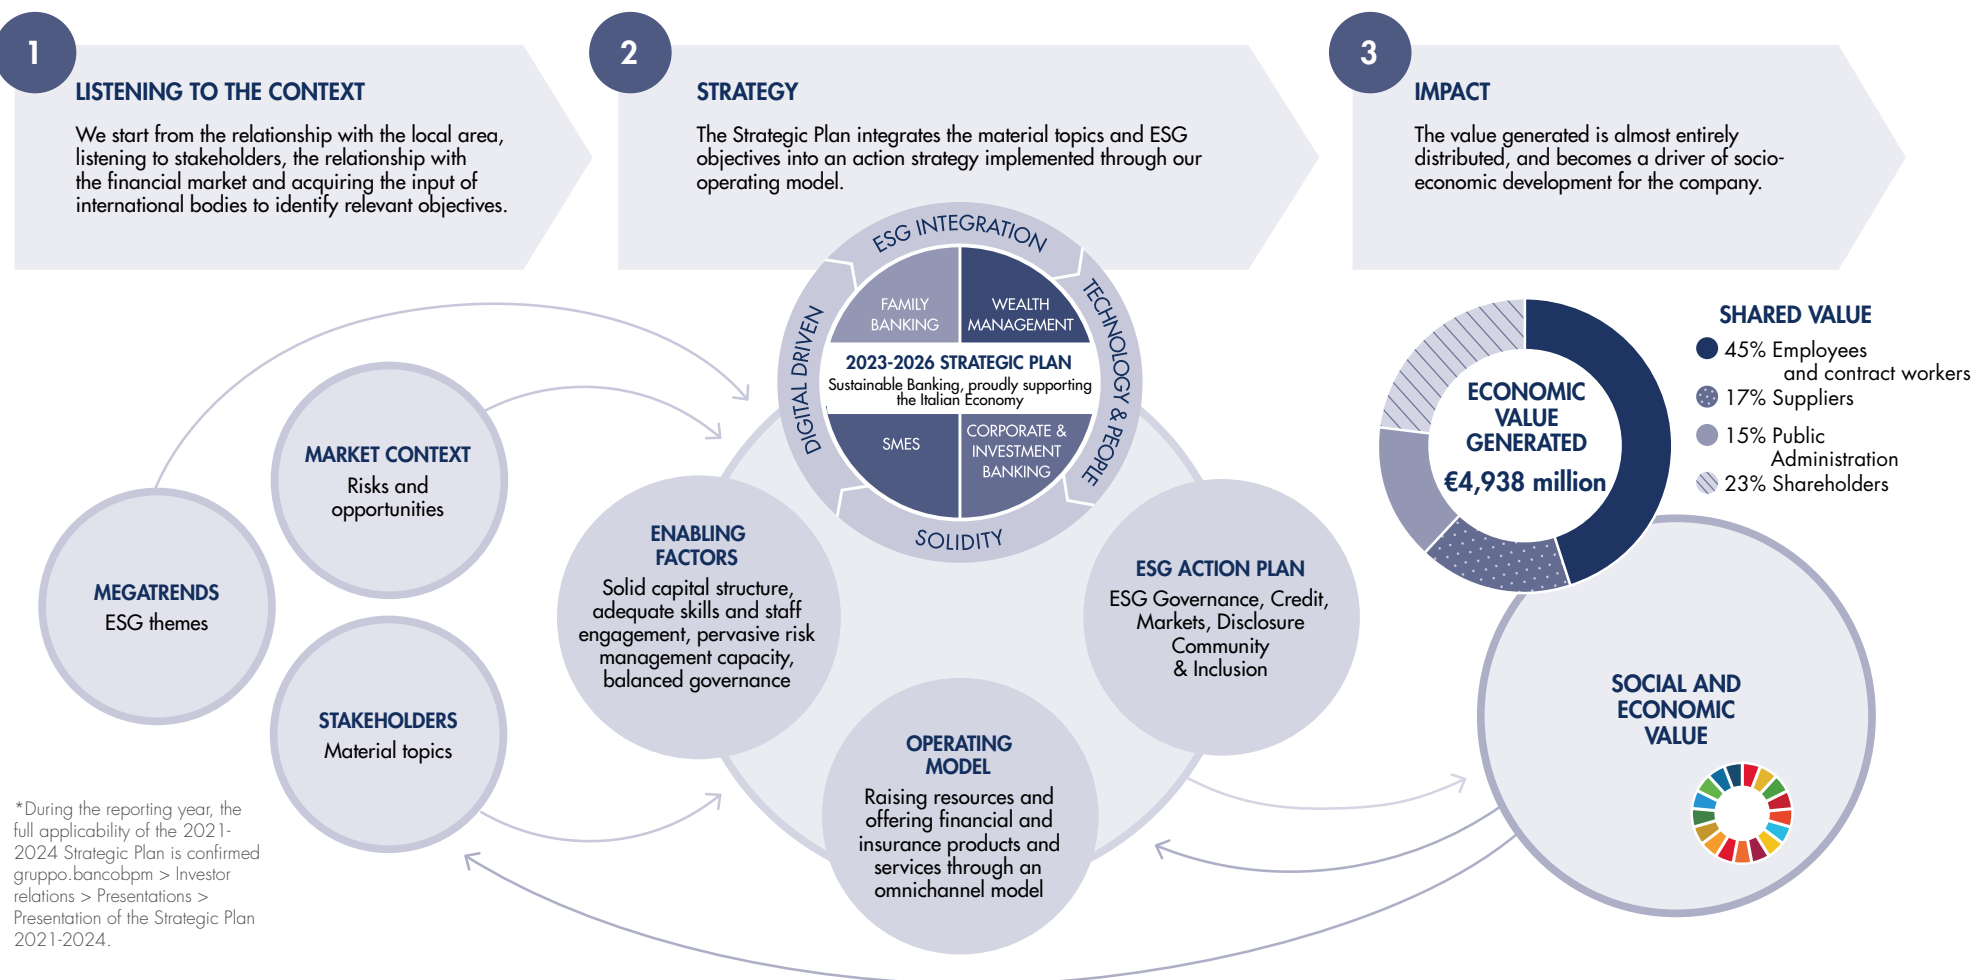 1
LISTENING TO THE CONTEXT
We start from the relationship with the local area,
listening to stakeholders, the relationship with
the financial market and acquiring the input of
international bodies to identify relevant objectives.
2
STRATEGY
The Strategic Plan integrates the material topics and ESG
objectives into an action strategy implemented through our
operating model.
3
IMPACT
The value generated is almost entirely
distributed, and becomes a driver of socio-
economic development for the company.
MEGATRENDS
ESG themes
MARKET CONTEXT
Risks and
opportunities
STAKEHOLDERS
Material topics
*During the reporting year, the
full applicability of the 2021-
2024 Strategic Plan is confirmed
gruppo.bancobpm > Investor
relations > Presentations >
Presentation of the Strategic Plan
2021-2024.
ESG INTEGRATION
TECHNOLOGY & PEOPLE
SOLIDITY
DIGITAL DRIVEN
FAMILY
BANKING
WEALTH
MANAGEMENT
2023-2026 STRATEGIC PLAN
Sustainable Banking, proudly supporting
the Italian Economy
SMES
CORPORATE &
INVESTMENT
BANKING
ENABLING
FACTORS
Solid capital structure,
adequate skills and staff
engagement, pervasive risk
management capacity,
balanced governance
ESG ACTION PLAN
ESG Governance, Credit,
Markets, Disclosure
Community
& Inclusion
OPERATING
MODEL
Raising resources and
offering financial and
insurance products and
services through an
omnichannel model
ECONOMIC
VALUE
GENERATED
€4,938 million
SHARED VALUE
45% Employees
and contract workers
17% Suppliers
15% Public
Administration
23% Shareholders
SOCIAL AND
ECONOMIC
VALUE